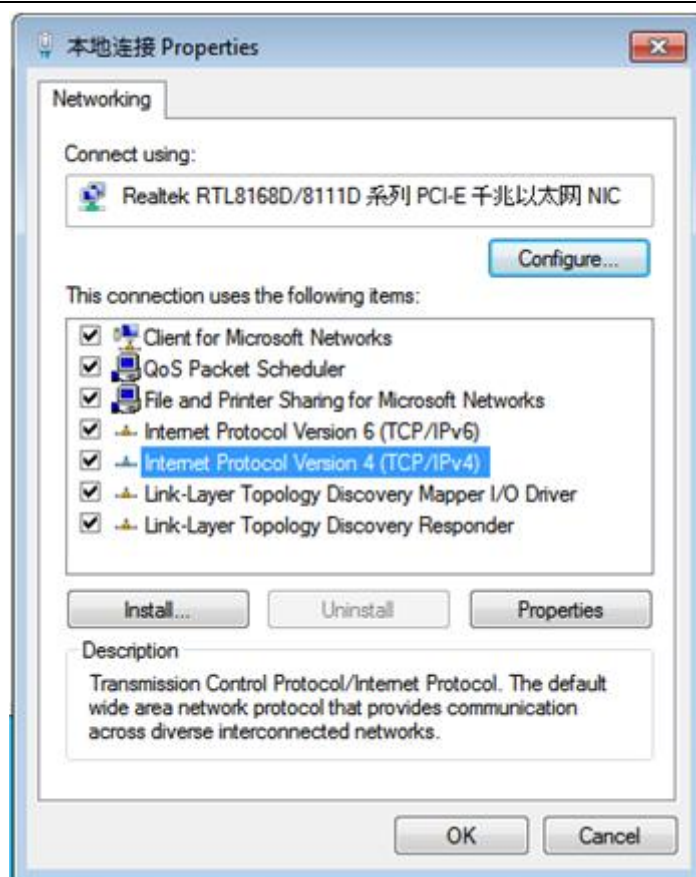 本地连接 Properties
Networking
Connect using:
Realtek RTL8168D/8111D 系列 PCI-E 千兆以太网 NIC
Configure...
This connection uses the following items:
Client for Microsoft Networks
QoS Packet Scheduler
File and Printer Sharing for Microsoft Networks
Internet Protocol Version 6 (TCP/IPv6)
Internet Protocol Version 4 (TCP/IPv4)
Link-Layer Topology Discovery Mapper I/O Driver
Link-Layer Topology Discovery Responder
Install... Uninstall Properties
Description
Transmission Control Protocol/Internet Protocol. The default
wide area network protocol that provides communication
across diverse interconnected networks.
OK Cancel